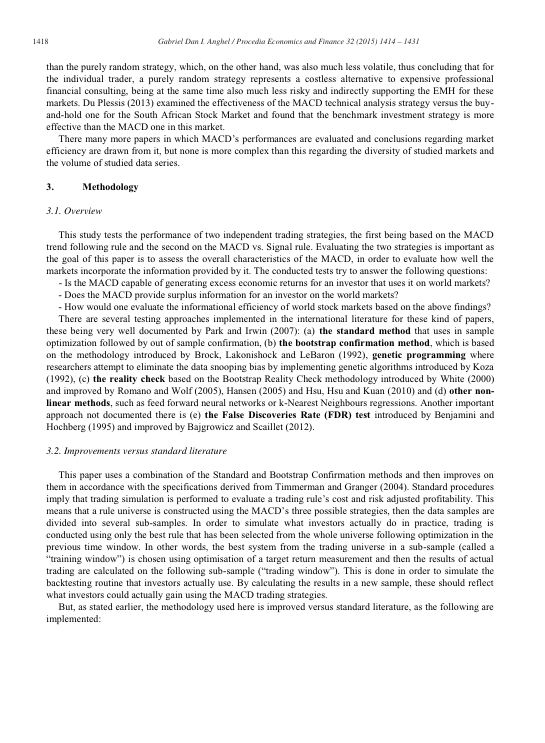 1418
Gabriel Dan I. Anghel / Procedia Economics and Finance 32 (2015) 1414 – 1431
than the purely random strategy, which, on the other hand, was also much less volatile, thus concluding that for
the individual trader, a purely random strategy represents a costless alternative to expensive professional
financial consulting, being at the same time also much less risky and indirectly supporting the EMH for these
markets. Du Plessis (2013) examined the effectiveness of the MACD technical analysis strategy versus the buy-
and-hold one for the South African Stock Market and found that the benchmark investment strategy is more
effective than the MACD one in this market.
There many more papers in which MACD's performances are evaluated and conclusions regarding market
efficiency are drawn from it, but none is more complex than this regarding the diversity of studied markets and
the volume of studied data series.
3. Methodology
3.1. Overview
This study tests the performance of two independent trading strategies, the first being based on the MACD
trend following rule and the second on the MACD vs. Signal rule. Evaluating the two strategies is important as
the goal of this paper is to assess the overall characteristics of the MACD, in order to evaluate how well the
markets incorporate the information provided by it. The conducted tests try to answer the following questions:
- Is the MACD capable of generating excess economic returns for an investor that uses it on world markets?
- Does the MACD provide surplus information for an investor on the world markets?
- How would one evaluate the informational efficiency of world stock markets based on the above findings?
There are several testing approaches implemented in the international literature for these kind of papers,
these being very well documented by Park and Irwin (2007): (a) the standard method that uses in sample
optimization followed by out of sample confirmation, (b) the bootstrap confirmation method, which is based
on the methodology introduced by Brock, Lakonishock and LeBaron (1992), genetic programming where
researchers attempt to eliminate the data snooping bias by implementing genetic algorithms introduced by Koza
(1992), (c) the reality check based on the Bootstrap Reality Check methodology introduced by White (2000)
and improved by Romano and Wolf (2005), Hansen (2005) and Hsu, Hsu and Kuan (2010) and (d) other non-
linear methods, such as feed forward neural networks or k-Nearest Neighbours regressions. Another important
approach not documented there is (e) the False Discoveries Rate (FDR) test introduced by Benjamini and
Hochberg (1995) and improved by Bajgrowicz and Scaillet (2012).
3.2. Improvements versus standard literature
This paper uses a combination of the Standard and Bootstrap Confirmation methods and then improves on
them in accordance with the specifications derived from Timmerman and Granger (2004). Standard procedures
imply that trading simulation is performed to evaluate a trading rule's cost and risk adjusted profitability. This
means that a rule universe is constructed using the MACD's three possible strategies, then the data samples are
divided into several sub-samples. In order to simulate what investors actually do in practice, trading is
conducted using only the best rule that has been selected from the whole universe following optimization in the
previous time window. In other words, the best system from the trading universe in a sub-sample (called a
“training window”) is chosen using optimisation of a target return measurement and then the results of actual
trading are calculated on the following sub-sample (“trading window”). This is done in order to simulate the
backtesting routine that investors actually use. By calculating the results in a new sample, these should reflect
what investors could actually gain using the MACD trading strategies.
But, as stated earlier, the methodology used here is improved versus standard literature, as the following are
implemented: